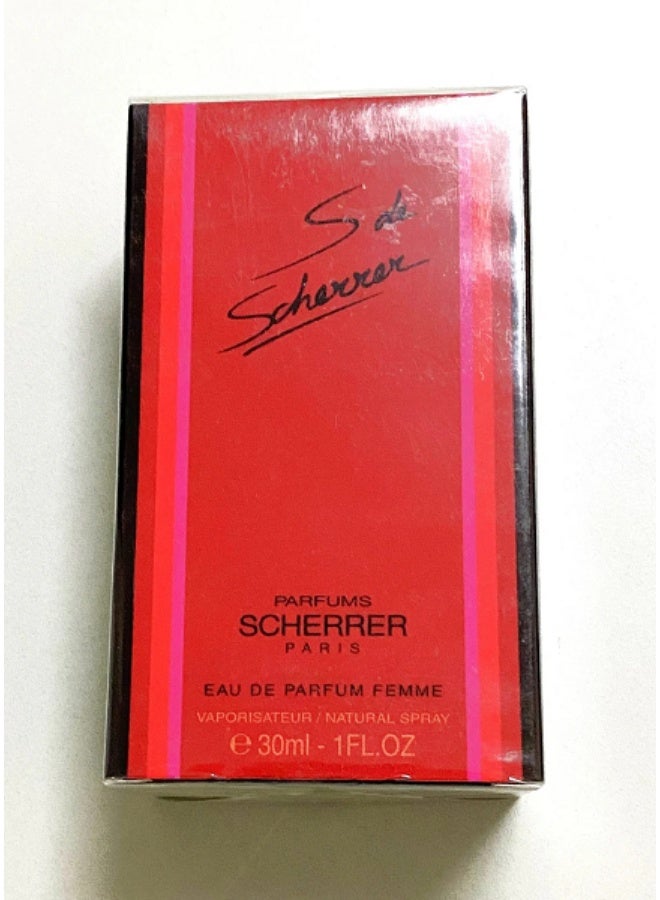 S de
Scherrer
PARFUMS
SCHERRER
PARIS
EAU DE PARFUM FEMME
VAPORISATEUR / NATURAL SPRAY
℮ 30ml - 1FL.OZ